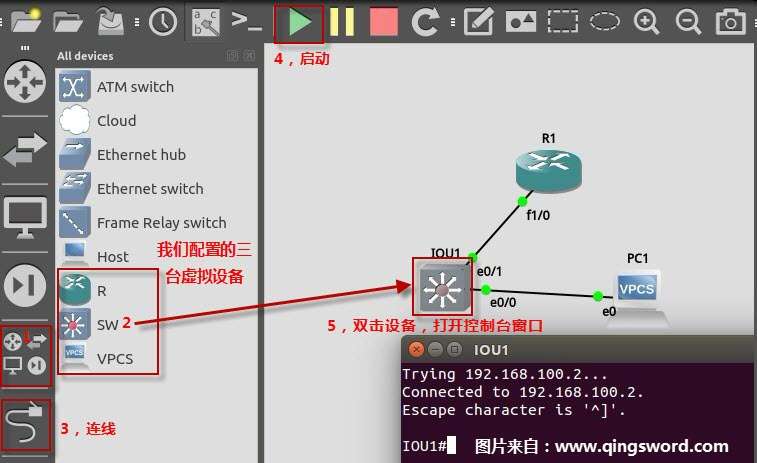 4，启动
All devices
ATM switch
Cloud
Ethernet hub
Ethernet switch
Frame Relay switch
Host
我们配置的三
台虚拟设备
R
SW
2
VPCS
1
3，连线
R1
f1/0
IOU1
e0/1
e0/0
PC1
VPCS
e0
5，双击设备，打开控制台窗口
IOU1
Trying 192.168.100.2...
Connected to 192.168.100.2.
Escape character is '^]'.
IOU1#
图片来自：www.qingsword.com